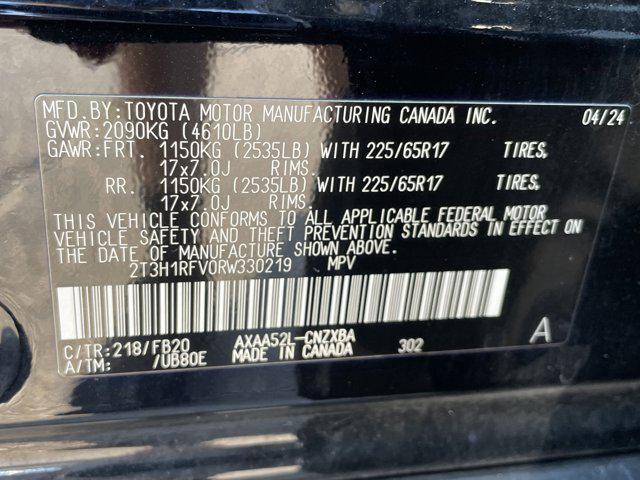 MFD. BY: TOYOTA MOTOR MANUFACTURING CANADA INC. 04/24
GVWR: 2090KG (4610LB)
GAWR: FRT. 1150KG (2535LB) WITH 225/65R17 TIRES,
17x7.0J RIMS.
RR. 1150KG (2535LB) WITH 225/65R17 TIRES,
17x7.0J RIMS.
THIS VEHICLE CONFORMS TO ALL APPLICABLE FEDERAL MOTOR
VEHICLE SAFETY AND THEFT PREVENTION STANDARDS IN EFFECT ON
THE DATE OF MANUFACTURE SHOWN ABOVE.
2T3H1RFV0RW330219 MPV
C/TR: 218/FB20 AXAA52L-CNZXBA 302 A
A/TM: /UB80E MADE IN CANADA